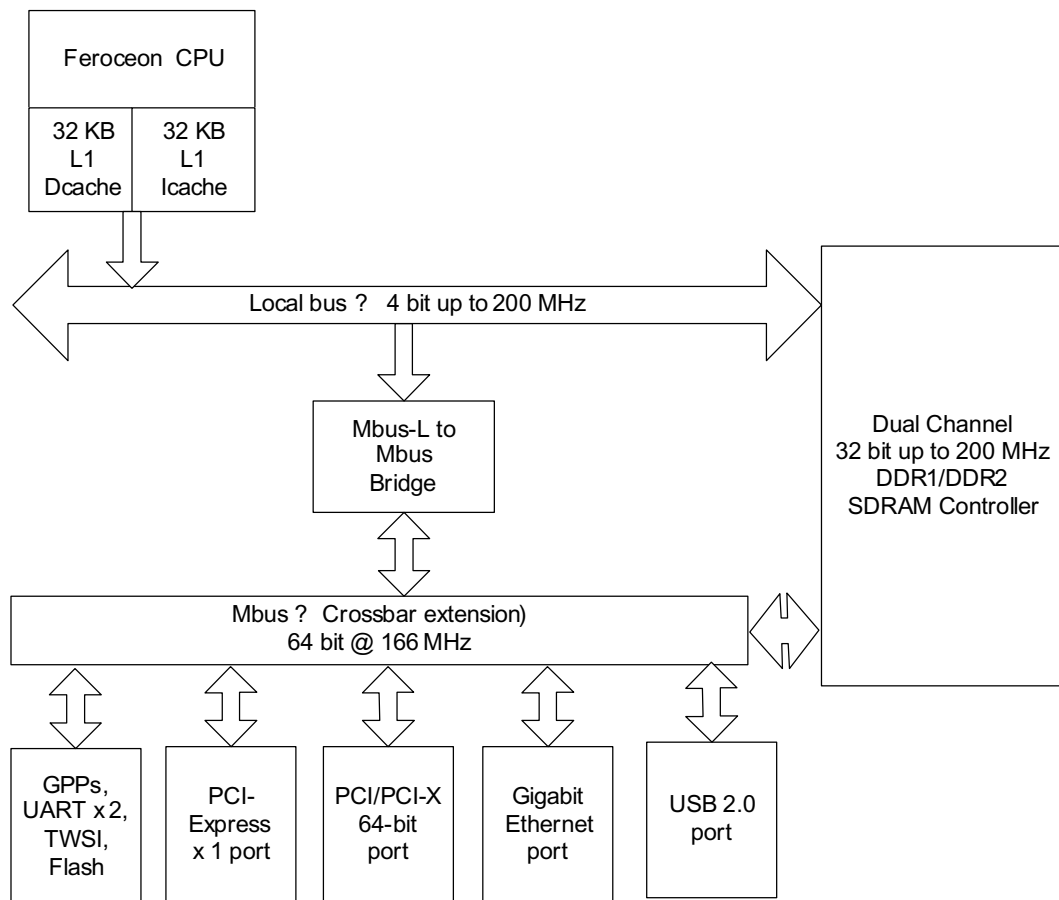 Feroceon CPU
32 KB
L1
Dcache
32 KB
L1
Icache
Local bus ? 4 bit up to 200 MHz
Mbus-L to
Mbus
Bridge
Dual Channel
32 bit up to 200 MHz
DDR1/DDR2
SDRAM Controller
Mbus ? Crossbar extension)
64 bit @ 166 MHz
GPPs,
UART x 2,
TWSI,
Flash
PCI-
Express
x 1 port
PCI/PCI-X
64-bit
port
Gigabit
Ethernet
port
USB 2.0
port